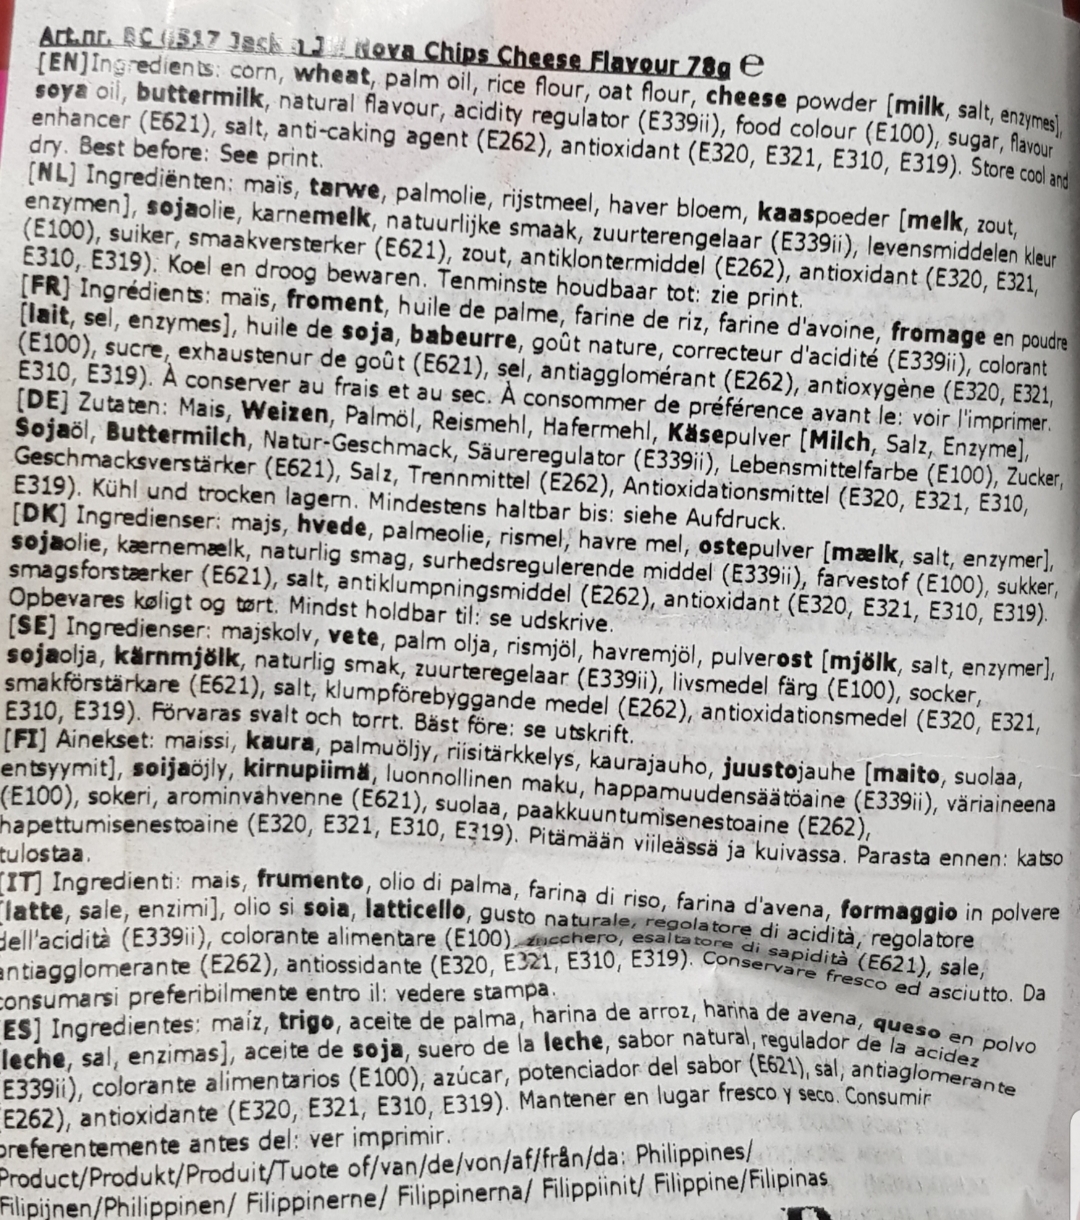 Art.nr. BC 0517 Jack n J Nova Chips Cheese Flavour 78g ℮
[EN]Ingredients: corn, wheat, palm oil, rice flour, oat flour, cheese powder [milk, salt, enzymes],
soya oil, buttermilk, natural flavour, acidity regulator (E339ii), food colour (E100), sugar, flavour
enhancer (E621), salt, anti-caking agent (E262), antioxidant (E320, E321, E310, E319). Store cool and
dry. Best before: See print.
[NL] Ingrediënten: maïs, tarwe, palmolie, rijstmeel, haver bloem, kaaspoeder [melk, zout,
enzymen], sojaolie, karnemelk, natuurlijke smaak, zuurterengelaar (E339ii), levensmiddelen kleur
(E100), suiker, smaakversterker (E621), zout, antiklontermiddel (E262), antioxidant (E320, E321,
E310, E319). Koel en droog bewaren. Tenminste houdbaar tot: zie print.
[FR] Ingrédients: maïs, froment, huile de palme, farine de riz, farine d'avoine, fromage en poudre
[lait, sel, enzymes], huile de soja, babeurre, goût nature, correcteur d'acidité (E339ii), colorant
(E100), sucre, exhaustenur de goût (E621), sel, antiagglomérant (E262), antioxygène (E320, E321,
E310, E319). À conserver au frais et au sec. À consommer de préférence avant le: voir l'imprimer.
[DE] Zutaten: Mais, Weizen, Palmöl, Reismehl, Hafermehl, Käsepulver [Milch, Salz, Enzyme],
Sojaöl, Buttermilch, Natur-Geschmack, Säureregulator (E339ii), Lebensmittelfarbe (E100), Zucker,
Geschmacksverstärker (E621), Salz, Trennmittel (E262), Antioxidationsmittel (E320, E321, E310,
E319). Kühl und trocken lagern. Mindestens haltbar bis: siehe Aufdruck.
[DK] Ingredienser: majs, hvede, palmeolie, rismel, havre mel, ostepulver [mælk, salt, enzymer],
sojaolie, kærnemælk, naturlig smag, surhedsregulerende middel (E339ii), farvestof (E100), sukker,
smagsforstærker (E621), salt, antiklumpningsmiddel (E262), antioxidant (E320, E321, E310, E319).
Opbevares køligt og tørt. Mindst holdbar til: se udskrive.
[SE] Ingredienser: majskolv, vete, palm olja, rismjöl, havremjöl, pulverost [mjölk, salt, enzymer],
sojaolja, kärnmjölk, naturlig smak, zuurteregelaar (E339ii), livsmedel färg (E100), socker,
smakförstärkare (E621), salt, klumpförebyggande medel (E262), antioxidationsmedel (E320, E321,
E310, E319). Förvaras svalt och torrt. Bäst före: se utskrift.
[FI] Ainekset: maissi, kaura, palmuöljy, riisitärkkelys, kaurajauho, juustojauhe [maito, suolaa,
entsyymit], soijaöjly, kirnupiimä, luonnollinen maku, happamuudensäätöaine (E339ii), väriaineena
(E100), sokeri, arominvahvenne (E621), suolaa, paakkuuntumisenestoaine (E262),
hapettumisenestoaine (E320, E321, E310, E319). Pitämään viileässä ja kuivassa. Parasta ennen: katso
tulostaa.
[IT] Ingredienti: mais, frumento, olio di palma, farina di riso, farina d'avena, formaggio in polvere
[latte, sale, enzimi], olio si soia, latticello, gusto naturale, regolatore di acidità, regolatore
dell'acidità (E339ii), colorante alimentare (E100), zucchero, esaltatore di sapidità (E621), sale,
antiagglomerante (E262), antiossidante (E320, E321, E310, E319). Conservare fresco ed asciutto. Da
consumarsi preferibilmente entro il: vedere stampa.
ES] Ingredientes: maíz, trigo, aceite de palma, harina de arroz, harina de avena, queso en polvo
leche, sal, enzimas], aceite de soja, suero de la leche, sabor natural, regulador de la acidez
E339ii), colorante alimentarios (E100), azúcar, potenciador del sabor (E621), sal, antiaglomerante
E262), antioxidante (E320, E321, E310, E319). Mantener en lugar fresco y seco. Consumir
preferentemente antes del: ver imprimir.
Product/Produkt/Produit/Tuote of/van/de/von/af/från/da: Philippines/
Filipijnen/Philippinen/ Filippinerne/ Filippinerna/ Filippiinit/ Filippine/Filipinas